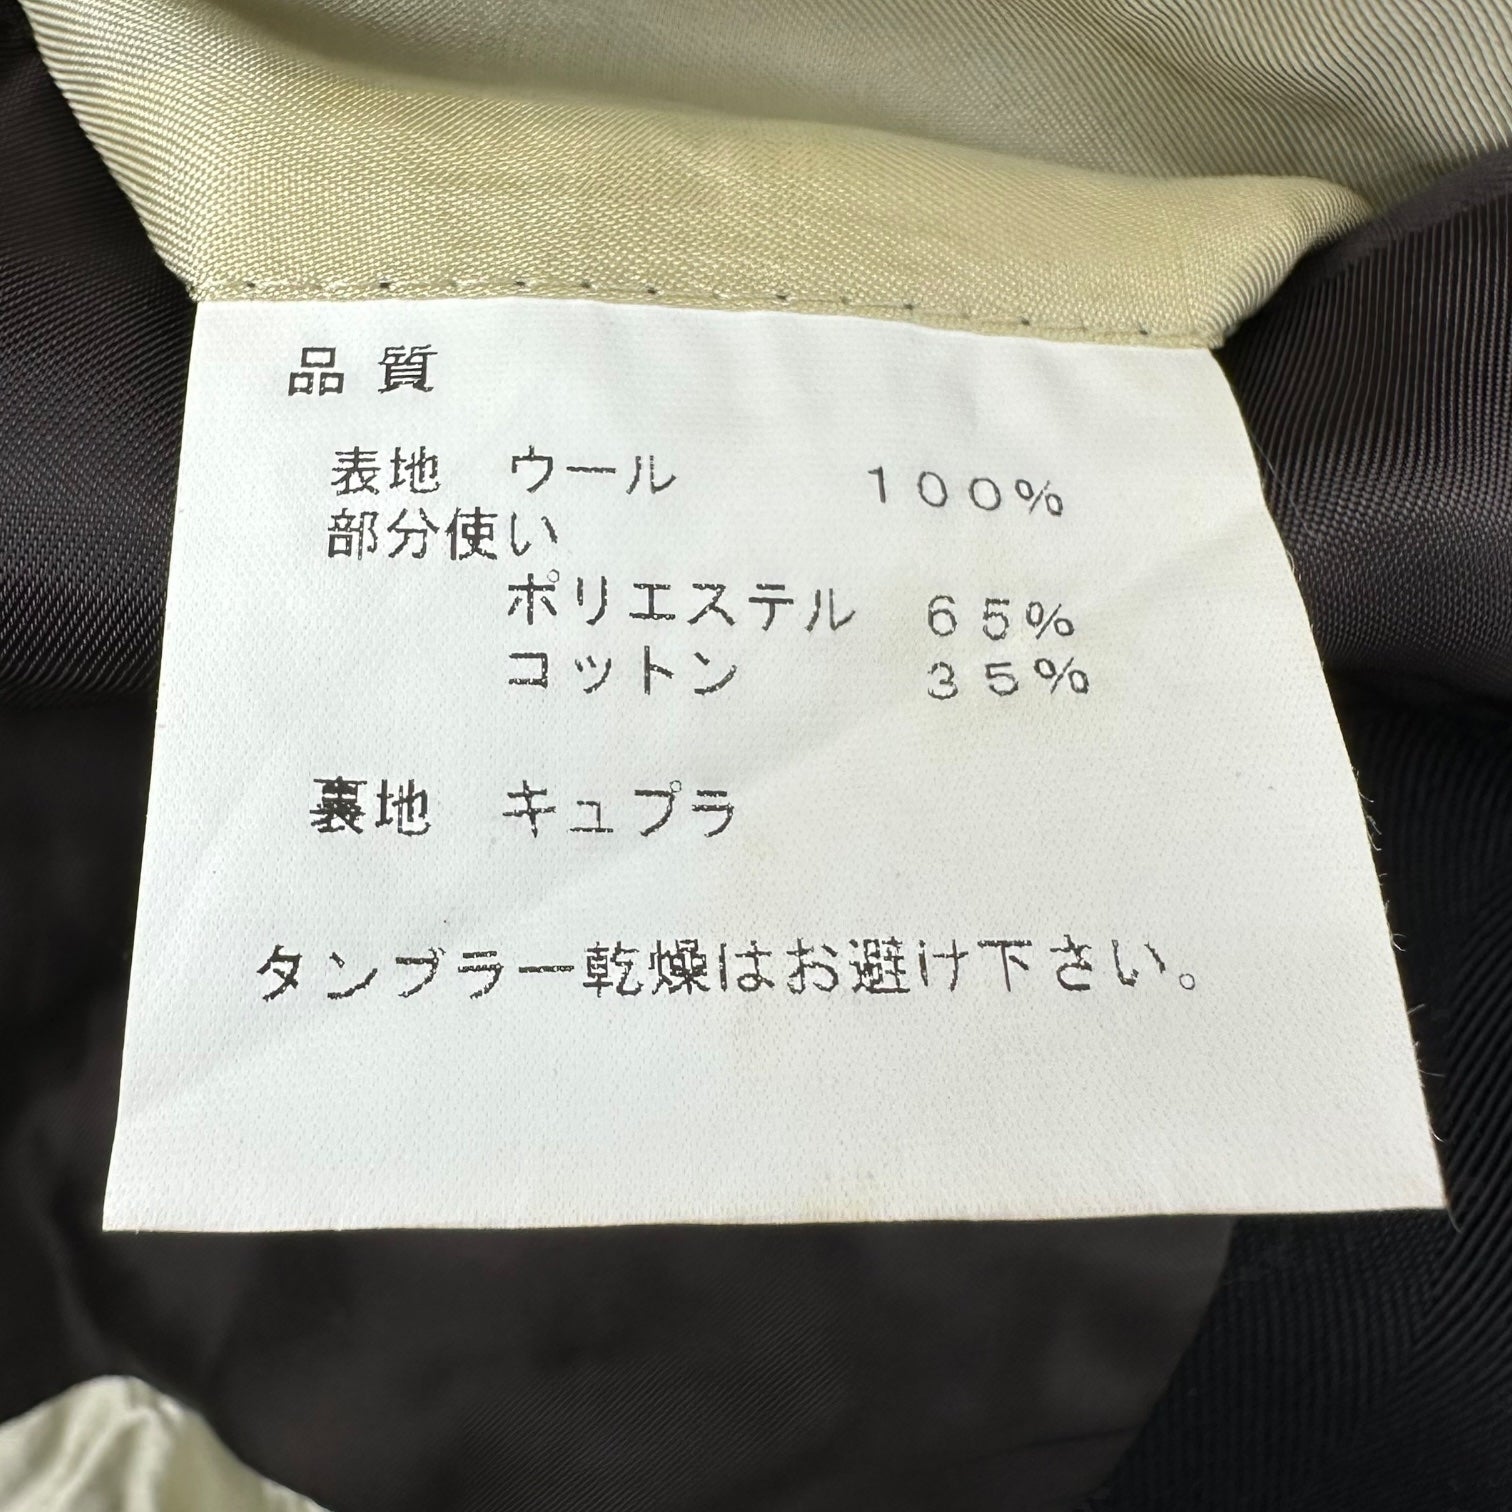 品質
表地 ウール 100%
部分使い
ポリエステル 65%
コットン 35%
裏地 キュプラ
タンブラー乾燥はお避け下さい。